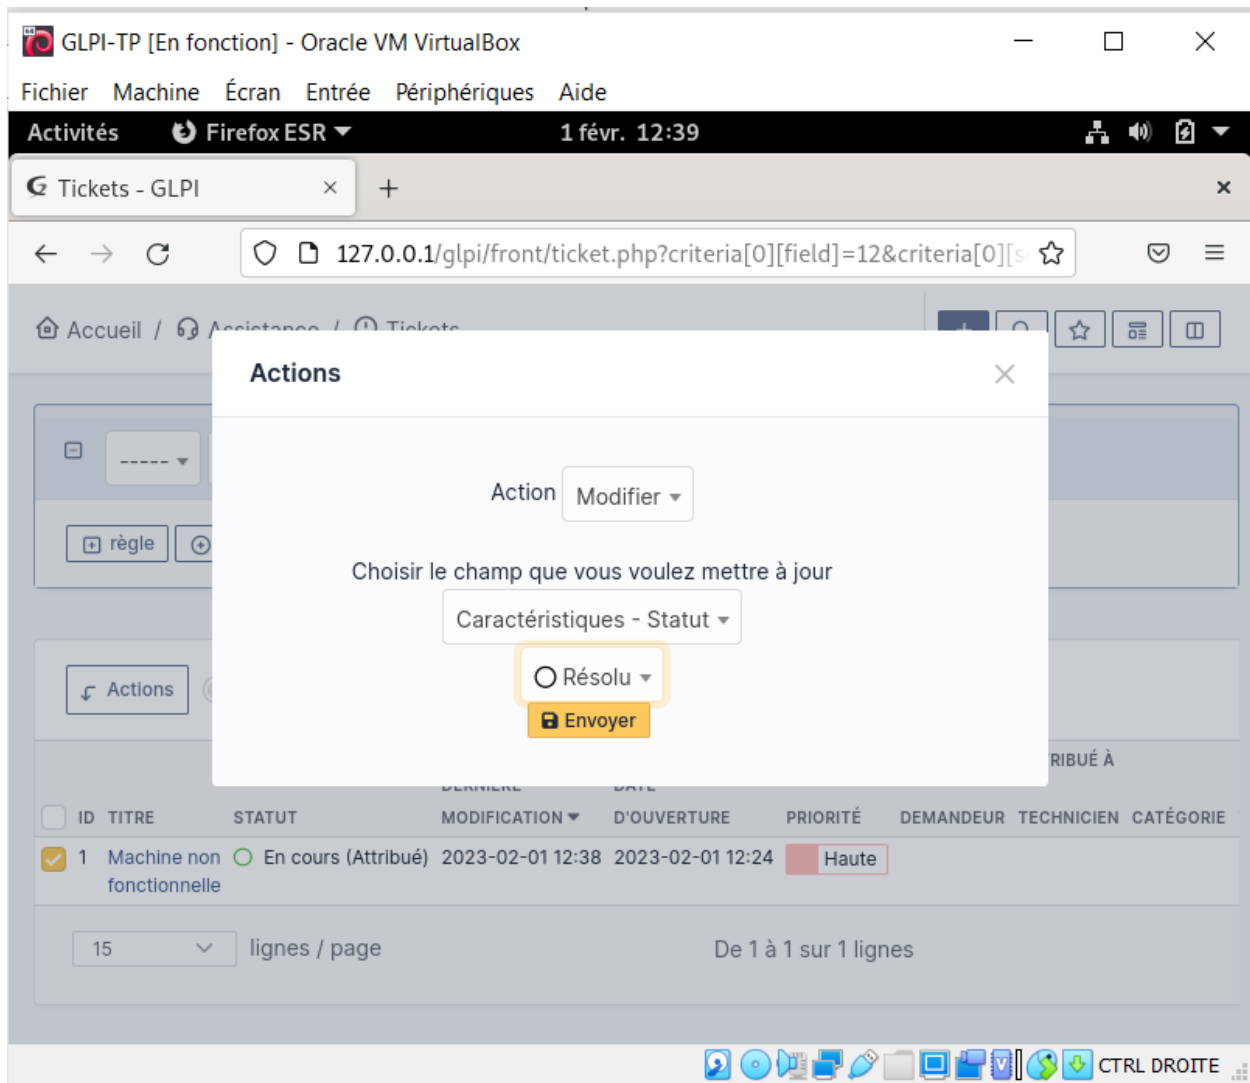 GLPI-TP [En fonction] - Oracle VM VirtualBox
Fichier Machine Écran Entrée Périphériques Aide
Activités Firefox ESR 1 févr. 12:39
Tickets - GLPI
127.0.0.1/glpi/front/ticket.php?criteria[0][field]=12&criteria[0][s
Accueil / Assistance / Tickets
Actions
-----
Action Modifier
règle
Choisir le champ que vous voulez mettre à jour
Caractéristiques - Statut
Résolu
Actions
Envoyer
RIBUÉ À
DERNIÈRE DATE
ID TITRE STATUT MODIFICATION D'OUVERTURE PRIORITÉ DEMANDEUR TECHNICIEN CATÉGORIE
1 Machine non En cours (Attribué) 2023-02-01 12:38 2023-02-01 12:24 Haute
fonctionnelle
15 lignes / page De 1 à 1 sur 1 lignes
CTRL DROITE